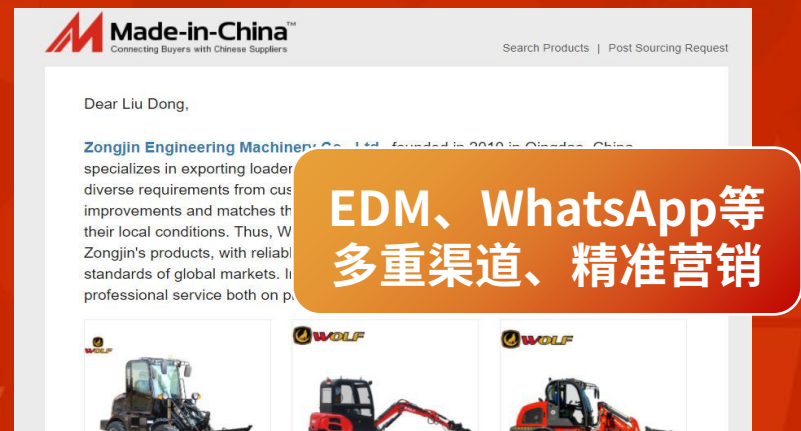 Made-in-China™
Connecting Buyers with Chinese Suppliers
Search Products | Post Sourcing Request
Dear Liu Dong,
Zongjin Engineering Machinery Co., Ltd. founded in 2019 in Qingdao, China
specializes in exporting loader
diverse requirements from cus
improvements and matches th
their local conditions. Thus, W
Zongjin's products, with reliabl
standards of global markets. I
professional service both on p
EDM、WhatsApp等
多重渠道、精准营销
WOLF
WOLF
WOLF